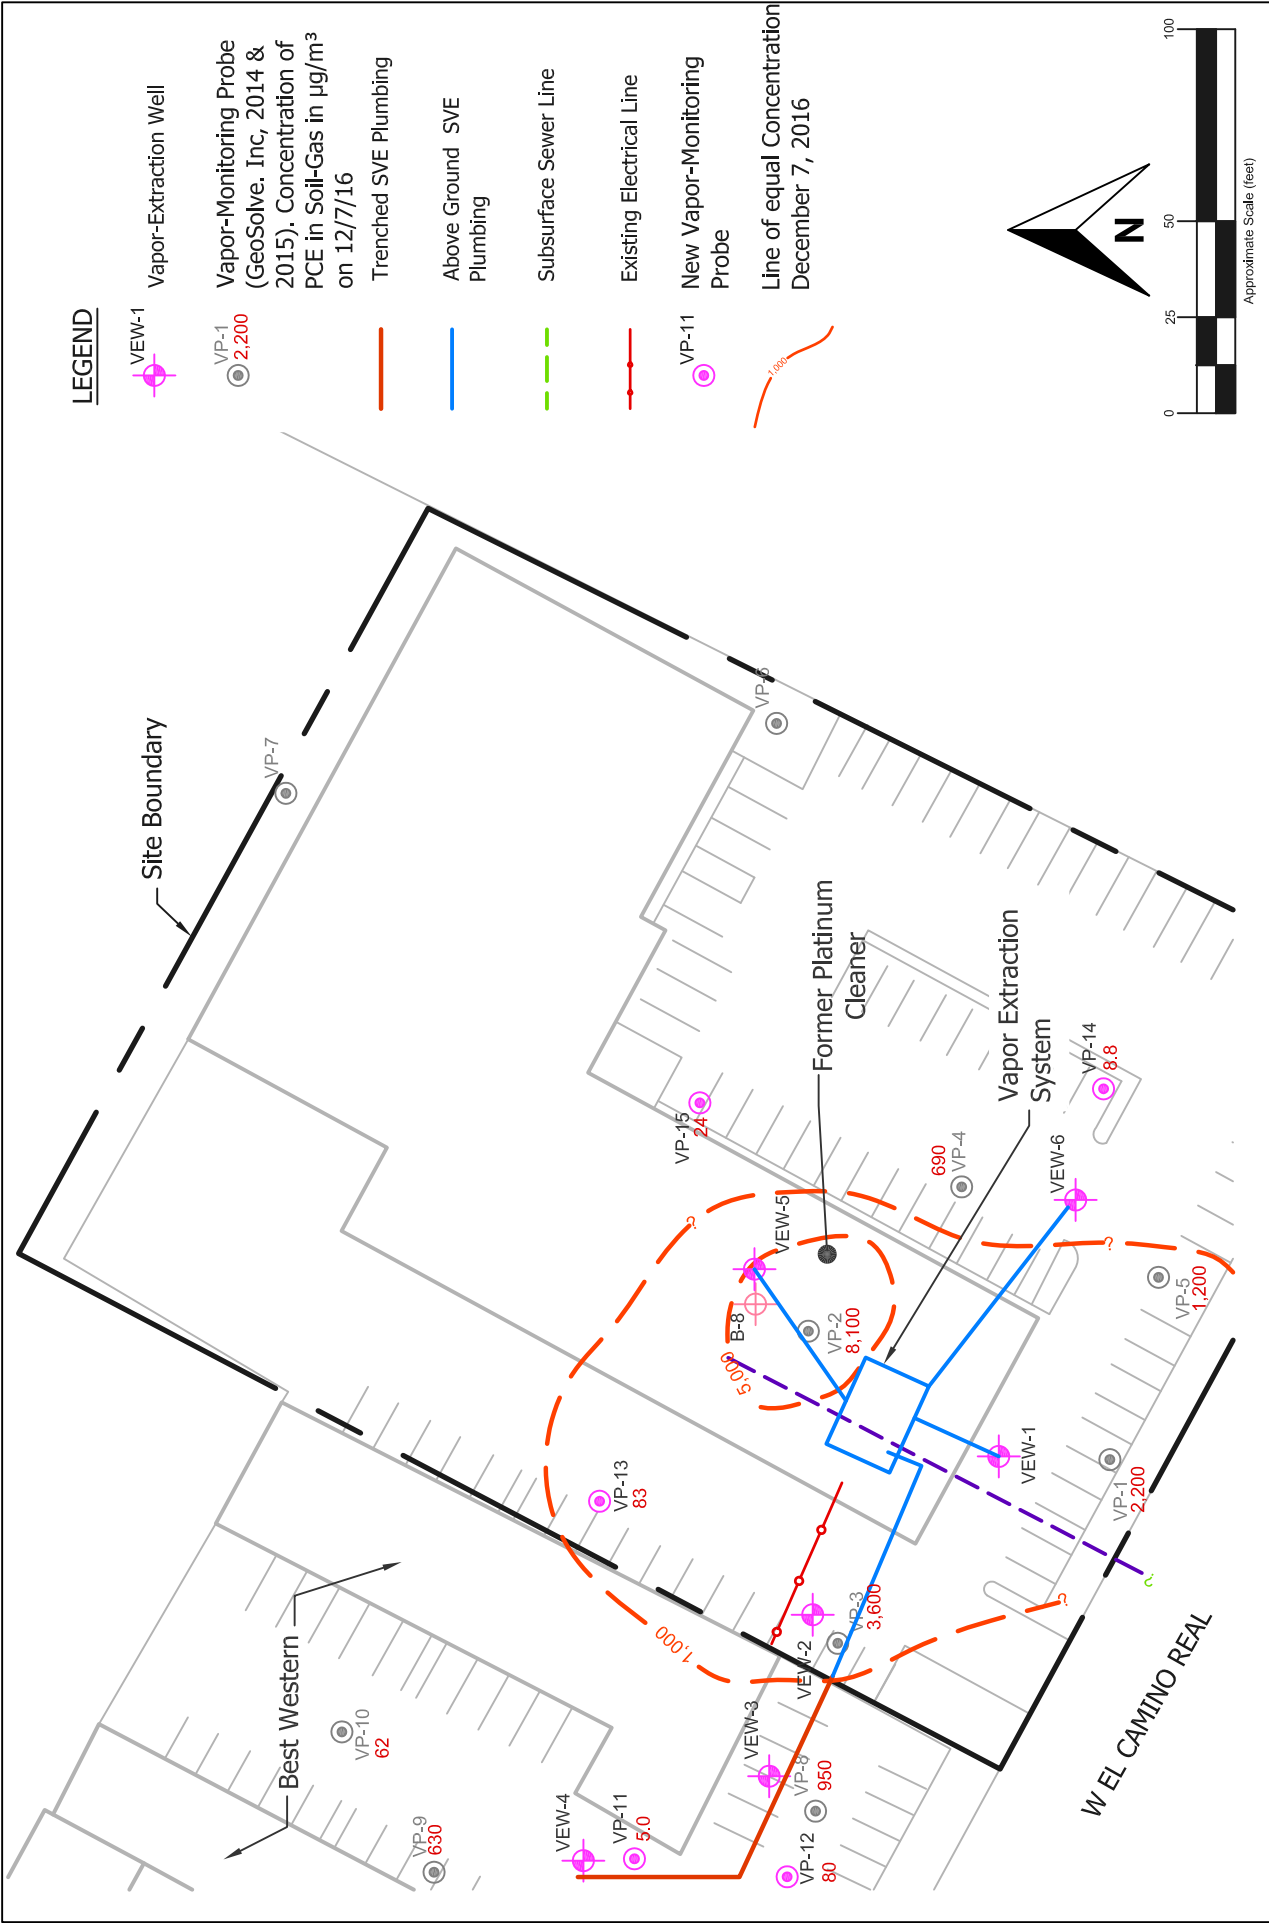 LEGEND
VEW-1
Vapor-Extraction Well
VP-1
2,200
Vapor-Monitoring Probe
(GeoSolve. Inc, 2014 &
2015). Concentration of
PCE in Soil-Gas in µg/m³
on 12/7/16
Trenched SVE Plumbing
Above Ground SVE
Plumbing
Subsurface Sewer Line
Existing Electrical Line
VP-11
New Vapor-Monitoring
Probe
1,000
Line of equal Concentration
December 7, 2016
N
0
25
50
100
Approximate Scale (feet)
Site Boundary
VP-7
VP-6
Former Platinum
Cleaner
Vapor Extraction
System
VP-14
8.8
VP-15
24
690
VP-4
VEW-6
VEW-5
?
?
B-8
VP-2
8,100
5,000
VP-5
1,200
VEW-1
VP-1
2,200
VP-13
83
?
?
VP-3
3,600
VEW-2
1,000
Best Western
VP-10
62
VEW-3
VP-8
950
VP-9
630
VEW-4
VP-11
5.0
VP-12
80
W EL CAMINO REAL